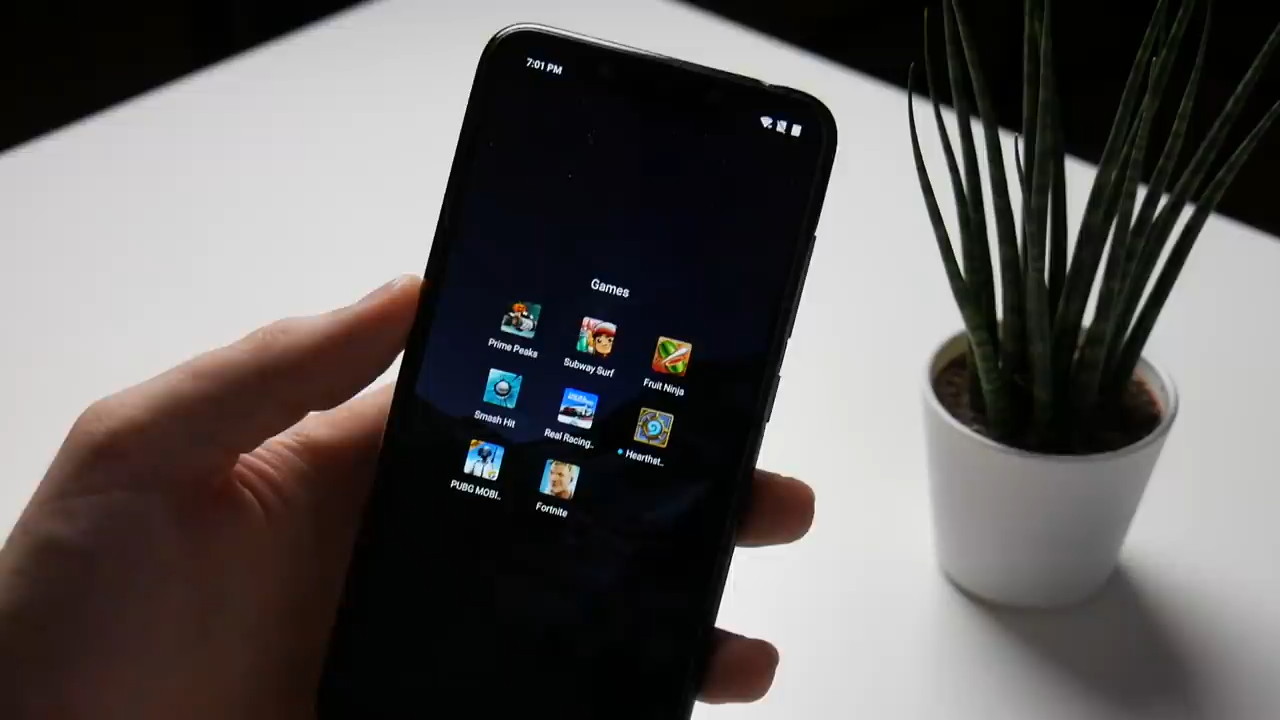 7:01 PM
Games
Prime Peaks
Subway Surf
Fruit Ninja
Smash Hit
Real Racing..
Hearthst..
PUBG MOBI..
Fortnite